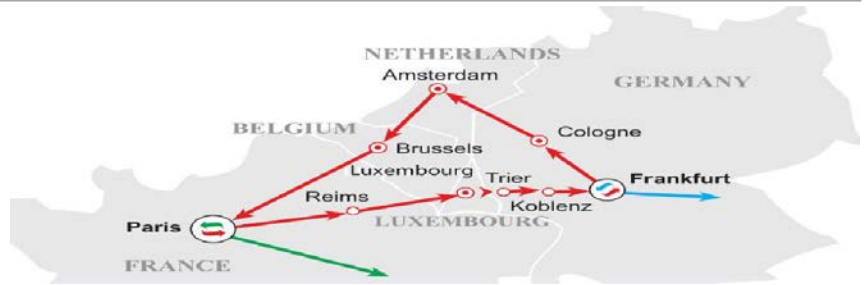 NETHERLANDS
Amsterdam
GERMANY
BELGIUM
Cologne
Brussels
Luxembourg
Trier
Frankfurt
Reims
Koblenz
Paris
LUXEMBOURG
FRANCE